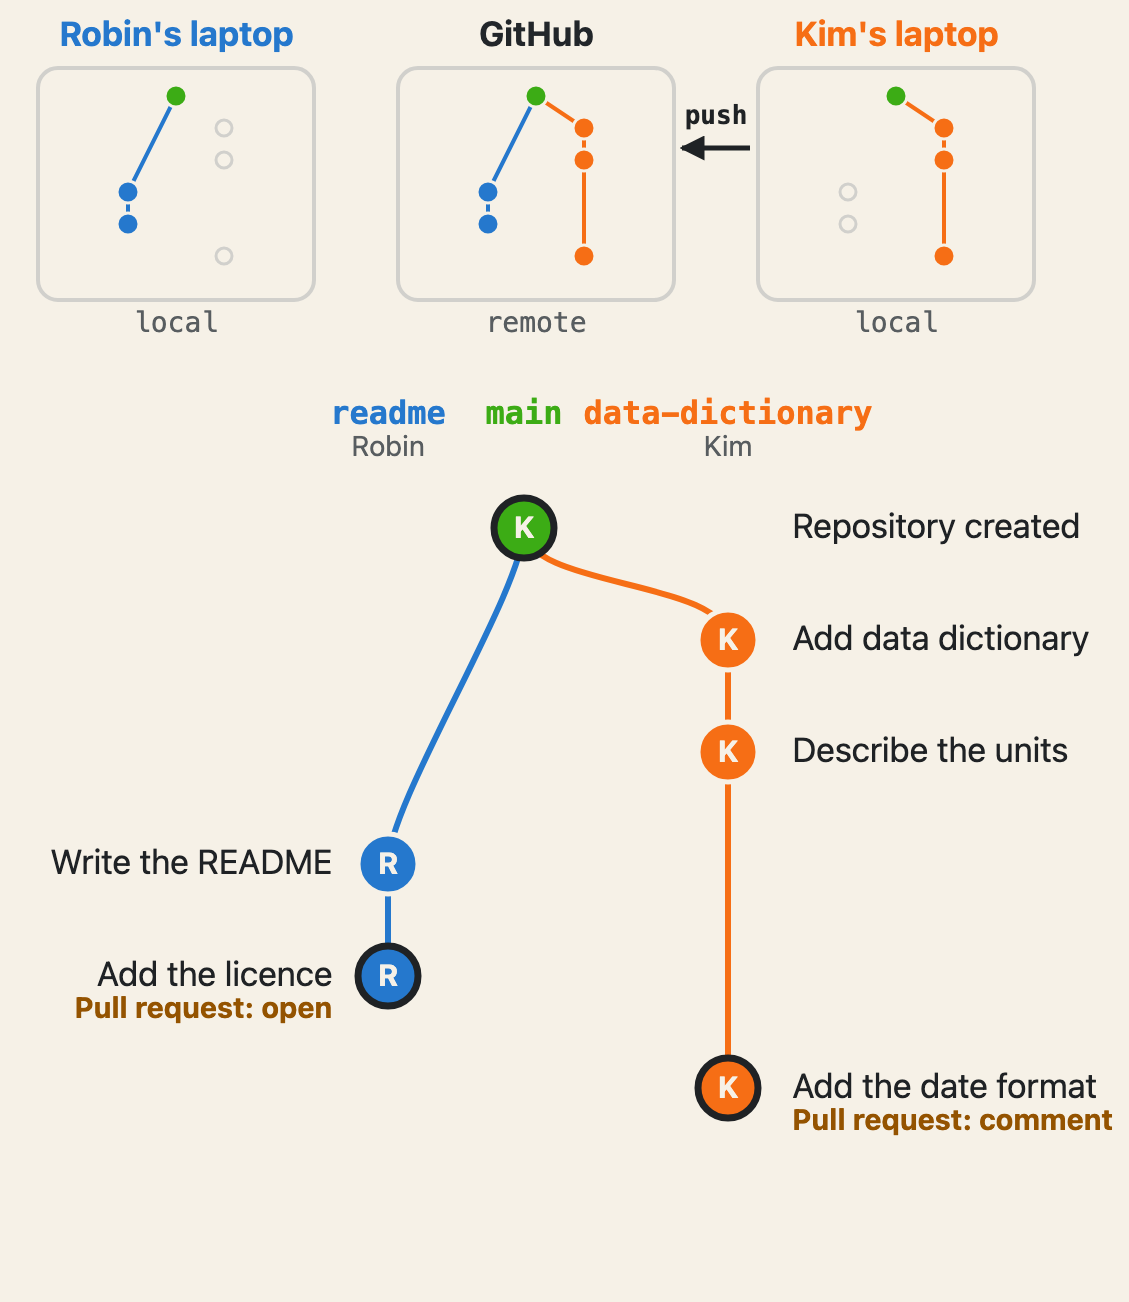 Robin's laptop
GitHub
Kim's laptop
push
local
remote
local
readme
main
data-dictionary
Robin
Kim
K
Repository created
K
Add data dictionary
K
Describe the units
Write the README
R
Add the licence
R
Pull request: open
K
Add the date format
Pull request: comment